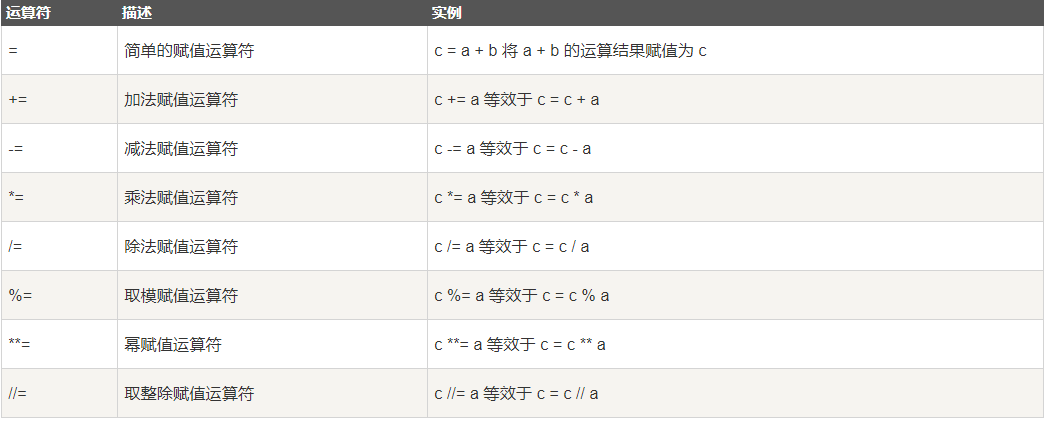 运算符 描述 实例
= 简单的赋值运算符 c = a + b 将 a + b 的运算结果赋值为 c
+= 加法赋值运算符 c += a 等效于 c = c + a
-= 减法赋值运算符 c -= a 等效于 c = c - a
*= 乘法赋值运算符 c *= a 等效于 c = c * a
/= 除法赋值运算符 c /= a 等效于 c = c / a
%= 取模赋值运算符 c %= a 等效于 c = c % a
**= 幂赋值运算符 c **= a 等效于 c = c ** a
//= 取整除赋值运算符 c //= a 等效于 c = c // a